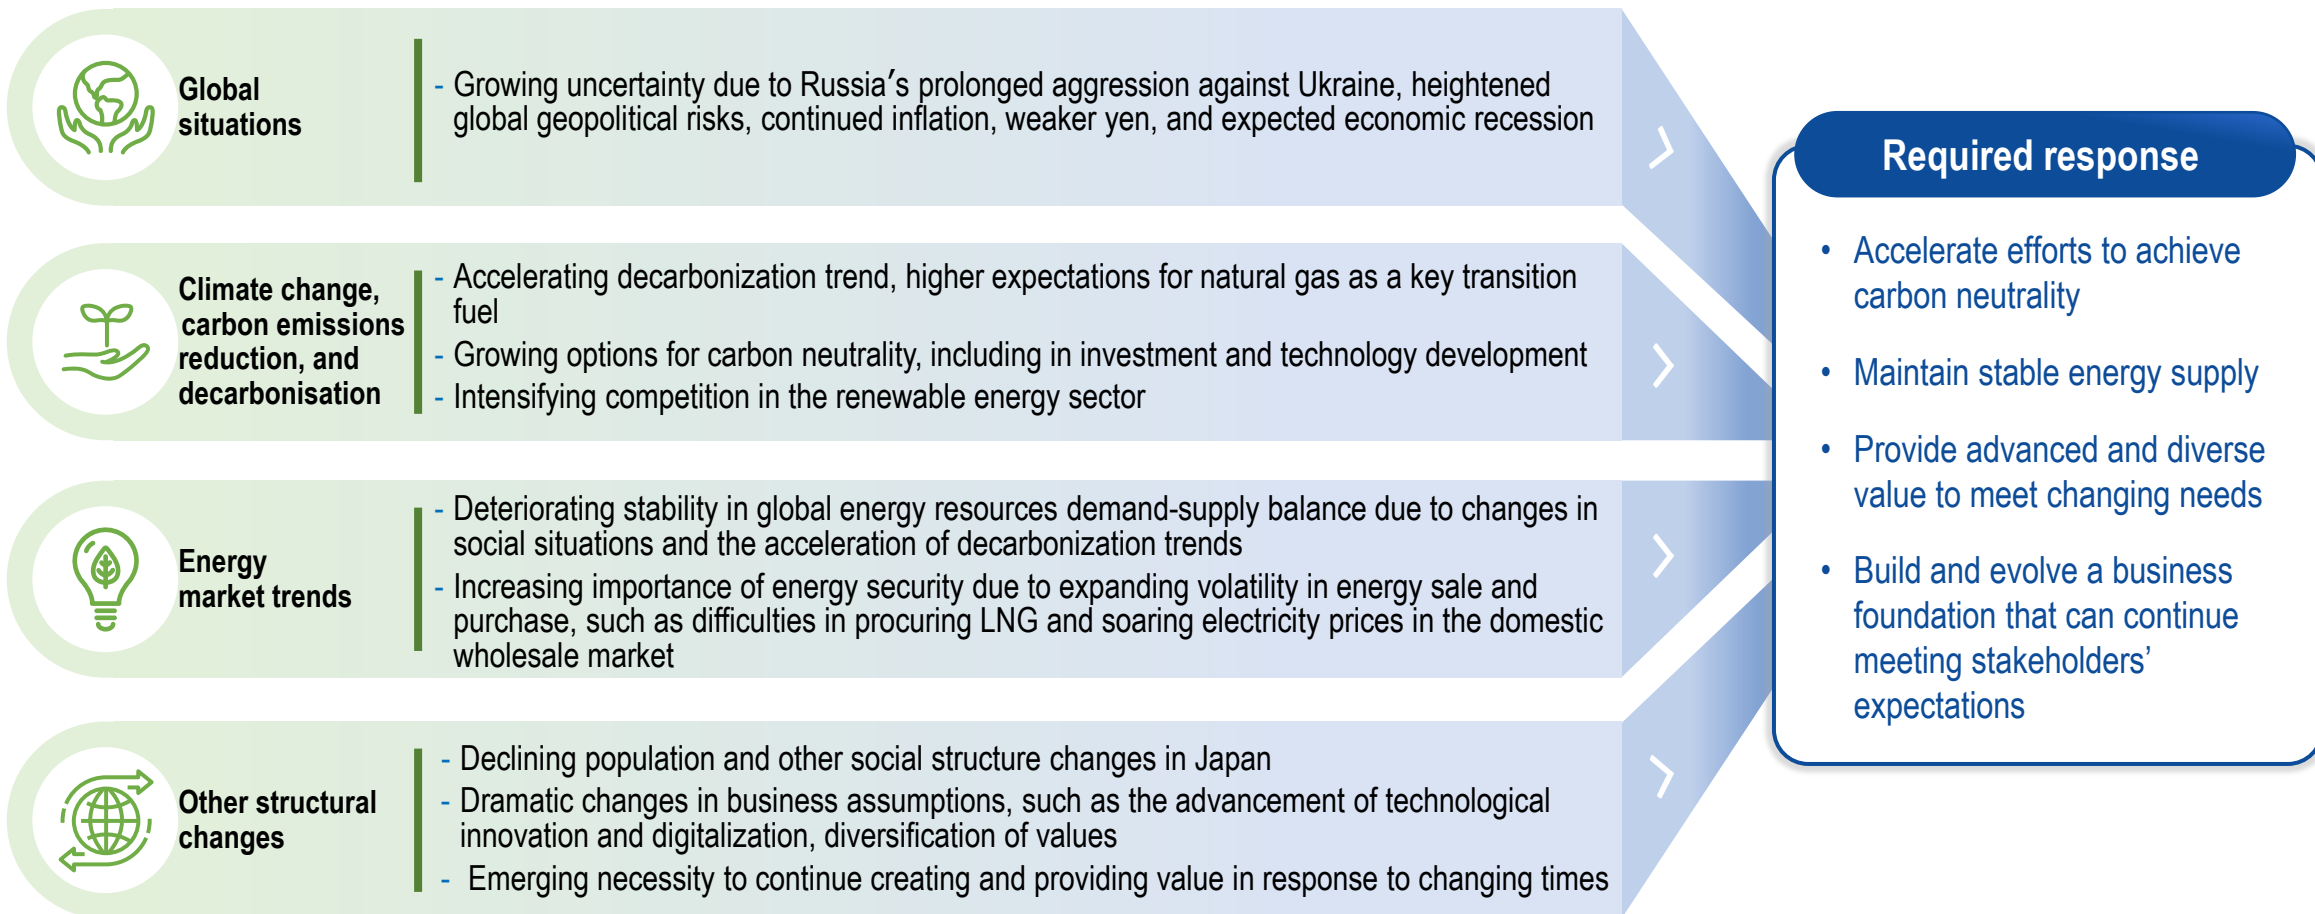 Global
situations
- Growing uncertainty due to Russia’s prolonged aggression against Ukraine, heightened
global geopolitical risks, continued inflation, weaker yen, and expected economic recession
Climate change,
carbon emissions
reduction, and
decarbonisation
- Accelerating decarbonization trend, higher expectations for natural gas as a key transition
fuel
- Growing options for carbon neutrality, including in investment and technology development
- Intensifying competition in the renewable energy sector
Energy
market trends
- Deteriorating stability in global energy resources demand-supply balance due to changes in
social situations and the acceleration of decarbonization trends
- Increasing importance of energy security due to expanding volatility in energy sale and
purchase, such as difficulties in procuring LNG and soaring electricity prices in the domestic
wholesale market
Other structural
changes
- Declining population and other social structure changes in Japan
- Dramatic changes in business assumptions, such as the advancement of technological
innovation and digitalization, diversification of values
- Emerging necessity to continue creating and providing value in response to changing times
Required response
• Accelerate efforts to achieve
carbon neutrality
• Maintain stable energy supply
• Provide advanced and diverse
value to meet changing needs
• Build and evolve a business
foundation that can continue
meeting stakeholders’
expectations